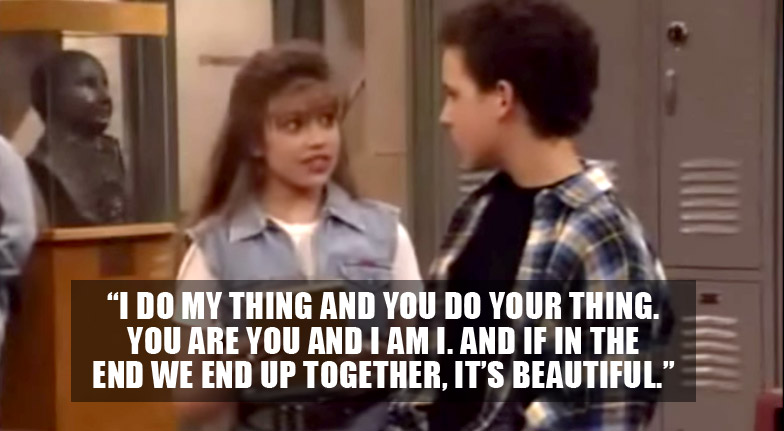 “I DO MY THING AND YOU DO YOUR THING.
YOU ARE YOU AND I AM I. AND IF IN THE
END WE END UP TOGETHER, IT’S BEAUTIFUL.”